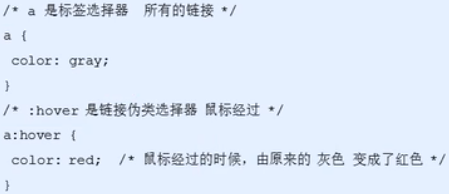 /* a 是标签选择器  所有的链接 */
a {
 color: gray;
}
/* :hover 是链接伪类选择器 鼠标经过 */
a:hover {
 color: red;  /* 鼠标经过的时候，由原来的 灰色 变成了红色 */
}